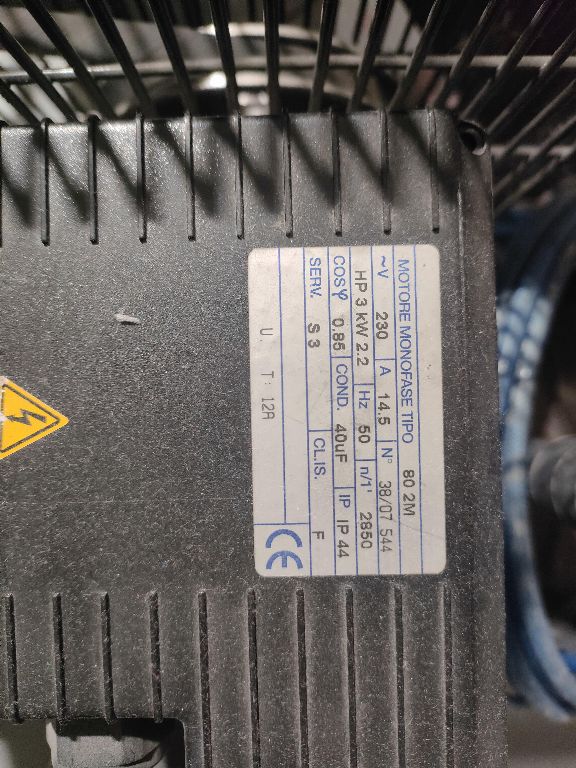 MOTORE MONOFASE TIPO 80 2M
~V 230 A 14.5 N° 38/07 544
HP 3 kW 2.2 Hz 50 n/1' 2850
COSφ 0.85 COND. 40uF IP IP 44
SERV. S 3 CL.IS. F
U. T: 12A
CE